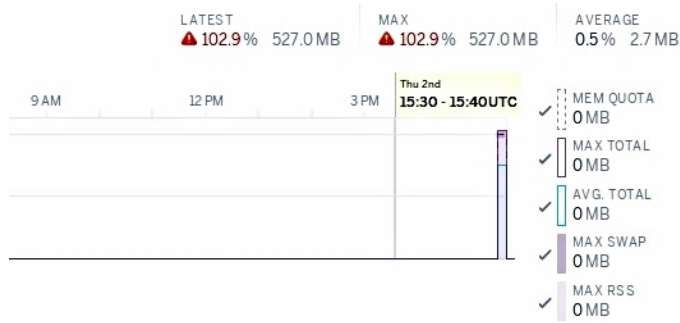 LATEST
102.9% 527.0 MB
MAX
102.9% 527.0 MB
AVERAGE
0.5% 2.7 MB
9 AM
12 PM
3 PM
Thu 2nd
15:30 - 15:40UTC
MEM QUOTA
0 MB
MAX TOTAL
0 MB
AVG. TOTAL
0 MB
MAX SWAP
0 MB
MAX RSS
0 MB